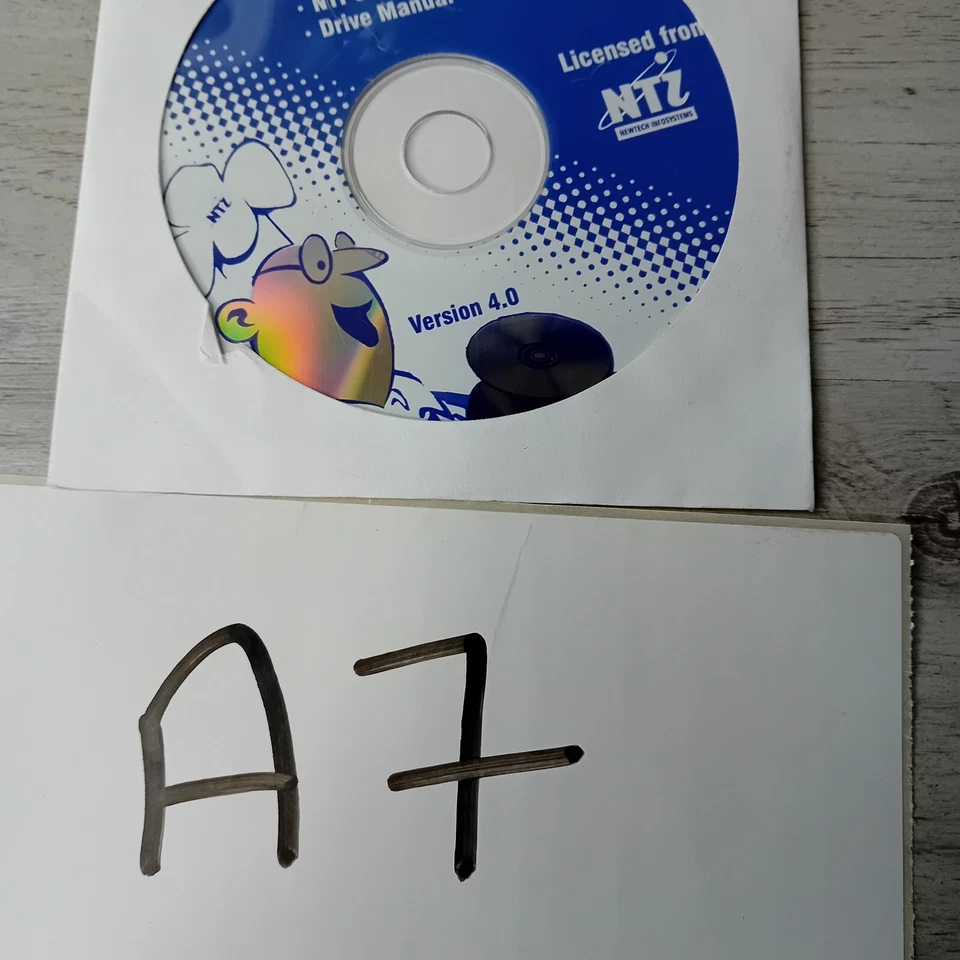 Drive Manual
Licensed from
NTI
NEWTECH INFOSYSTEMS
NTI
Version 4.0
A7